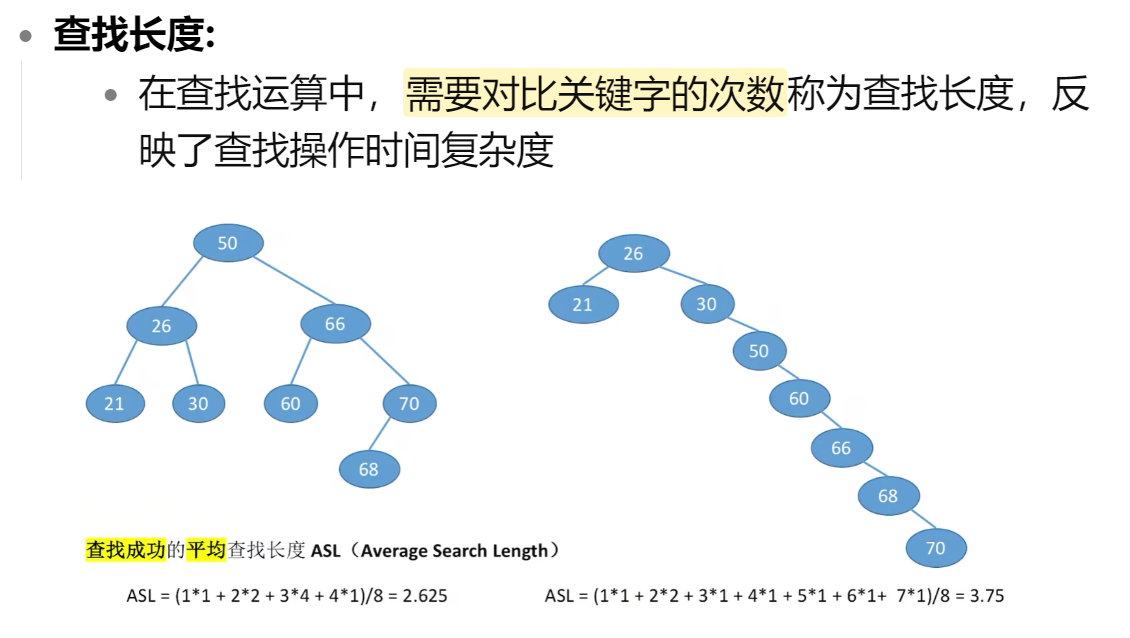 查找长度:
在查找运算中，需要对比关键字的次数称为查找长度，反
映了查找操作时间复杂度
50
26
66
21
30
60
70
68
26
21
30
50
60
66
68
70
查找成功的平均查找长度 ASL（Average Search Length）
ASL = (1*1 + 2*2 + 3*4 + 4*1)/8 = 2.625
ASL = (1*1 + 2*2 + 3*1 + 4*1 + 5*1 + 6*1+ 7*1)/8 = 3.75